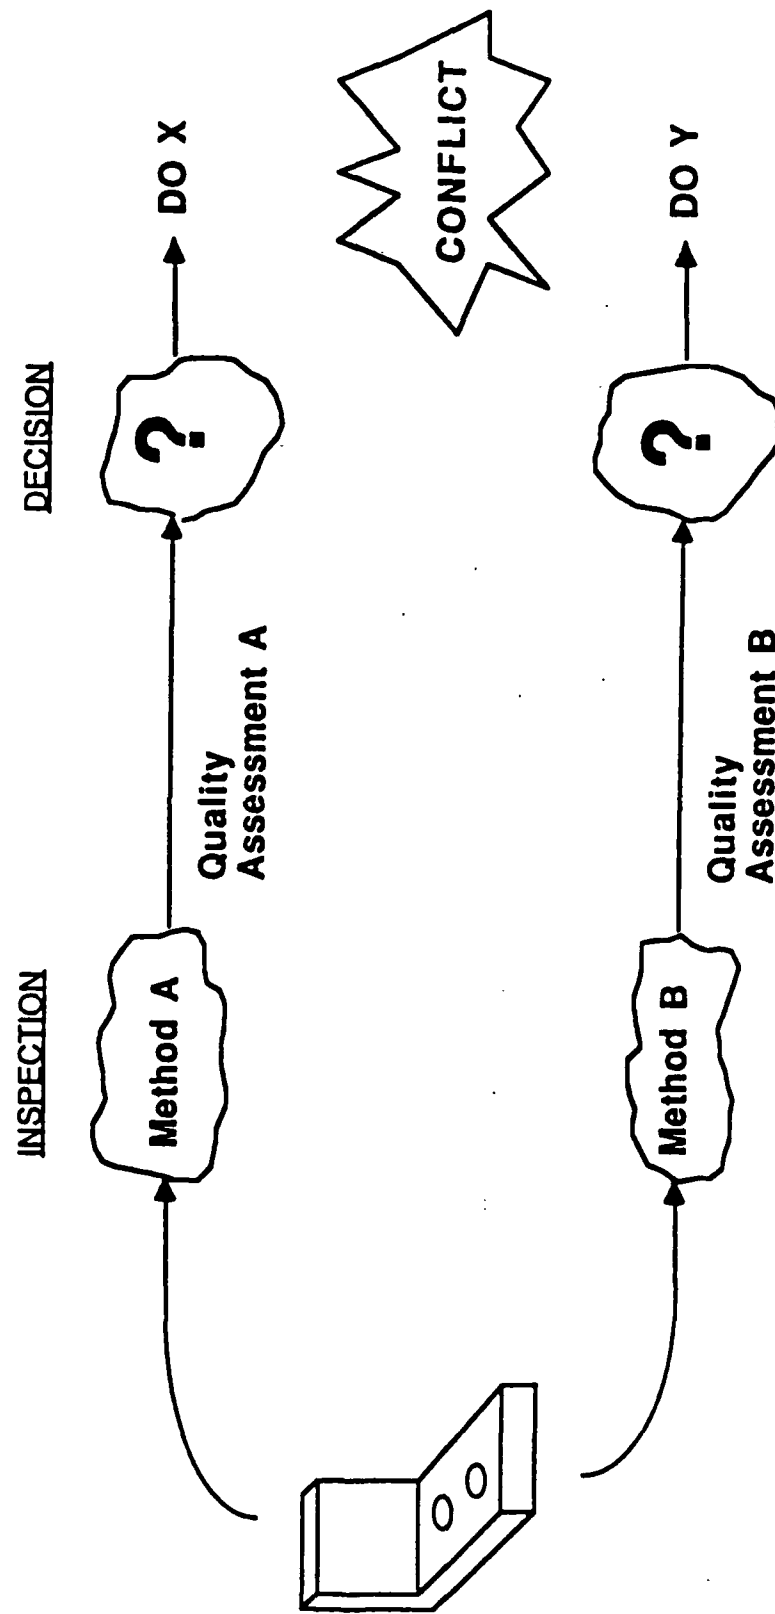 INSPECTION
DECISION
Method A
Quality
Assessment A
?
DO X
CONFLICT
Method B
Quality
Assessment B
?
DO Y